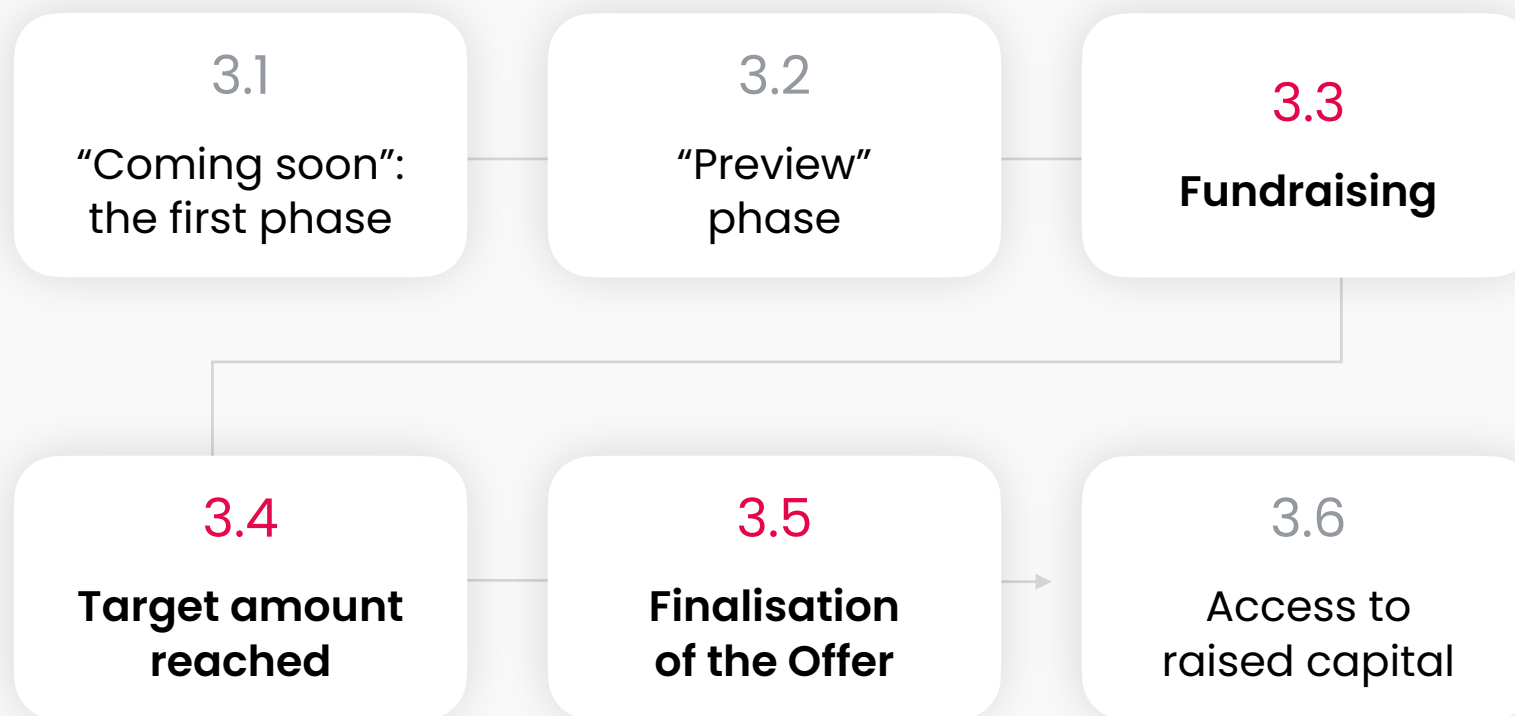 3.1
“Coming soon”:
the first phase
3.2
“Preview”
phase
3.3
Fundraising
3.4
Target amount
reached
3.5
Finalisation
of the Offer
3.6
Access to
raised capital